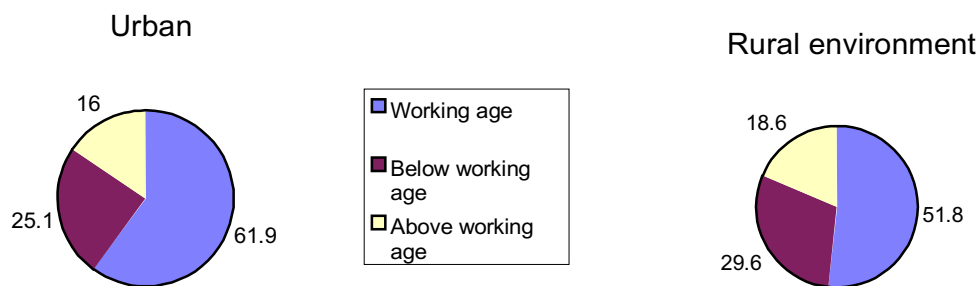 Urban
16
25.1
61.9
Working age
Below working
age
Above working
age
Rural environment
18.6
51.8
29.6